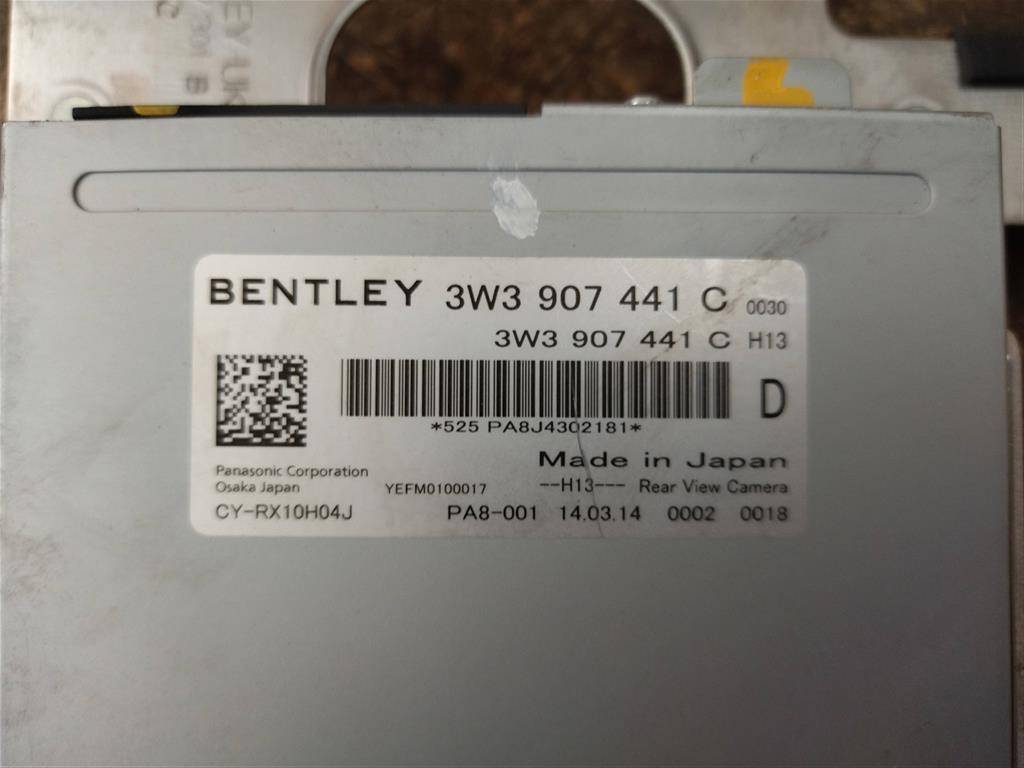 BENTLEY 3W3 907 441 C 0030
3W3 907 441 C H13
D
*525 PA8J4302181*
Made in Japan
Panasonic Corporation
Osaka Japan YEFM0100017 --H13--- Rear View Camera
CY-RX10H04J PA8-001 14.03.14 0002 0018